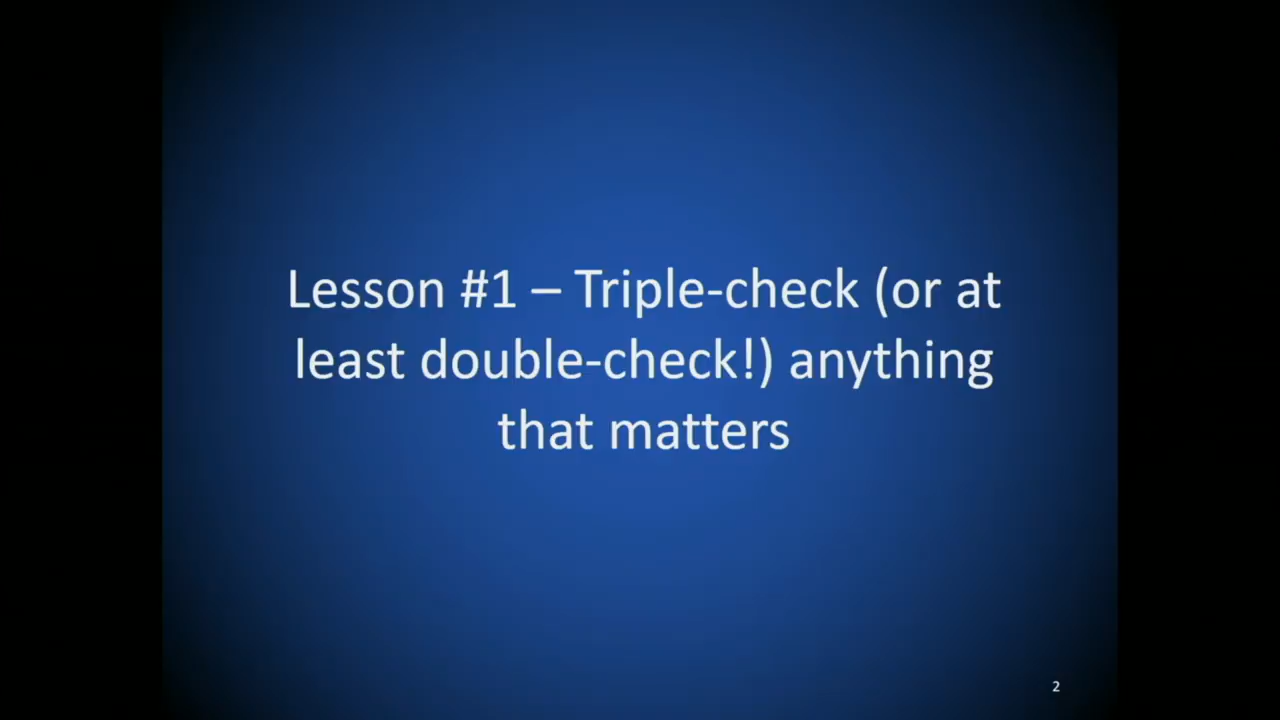 Lesson #1 – Triple-check (or at
least double-check!) anything
that matters
2